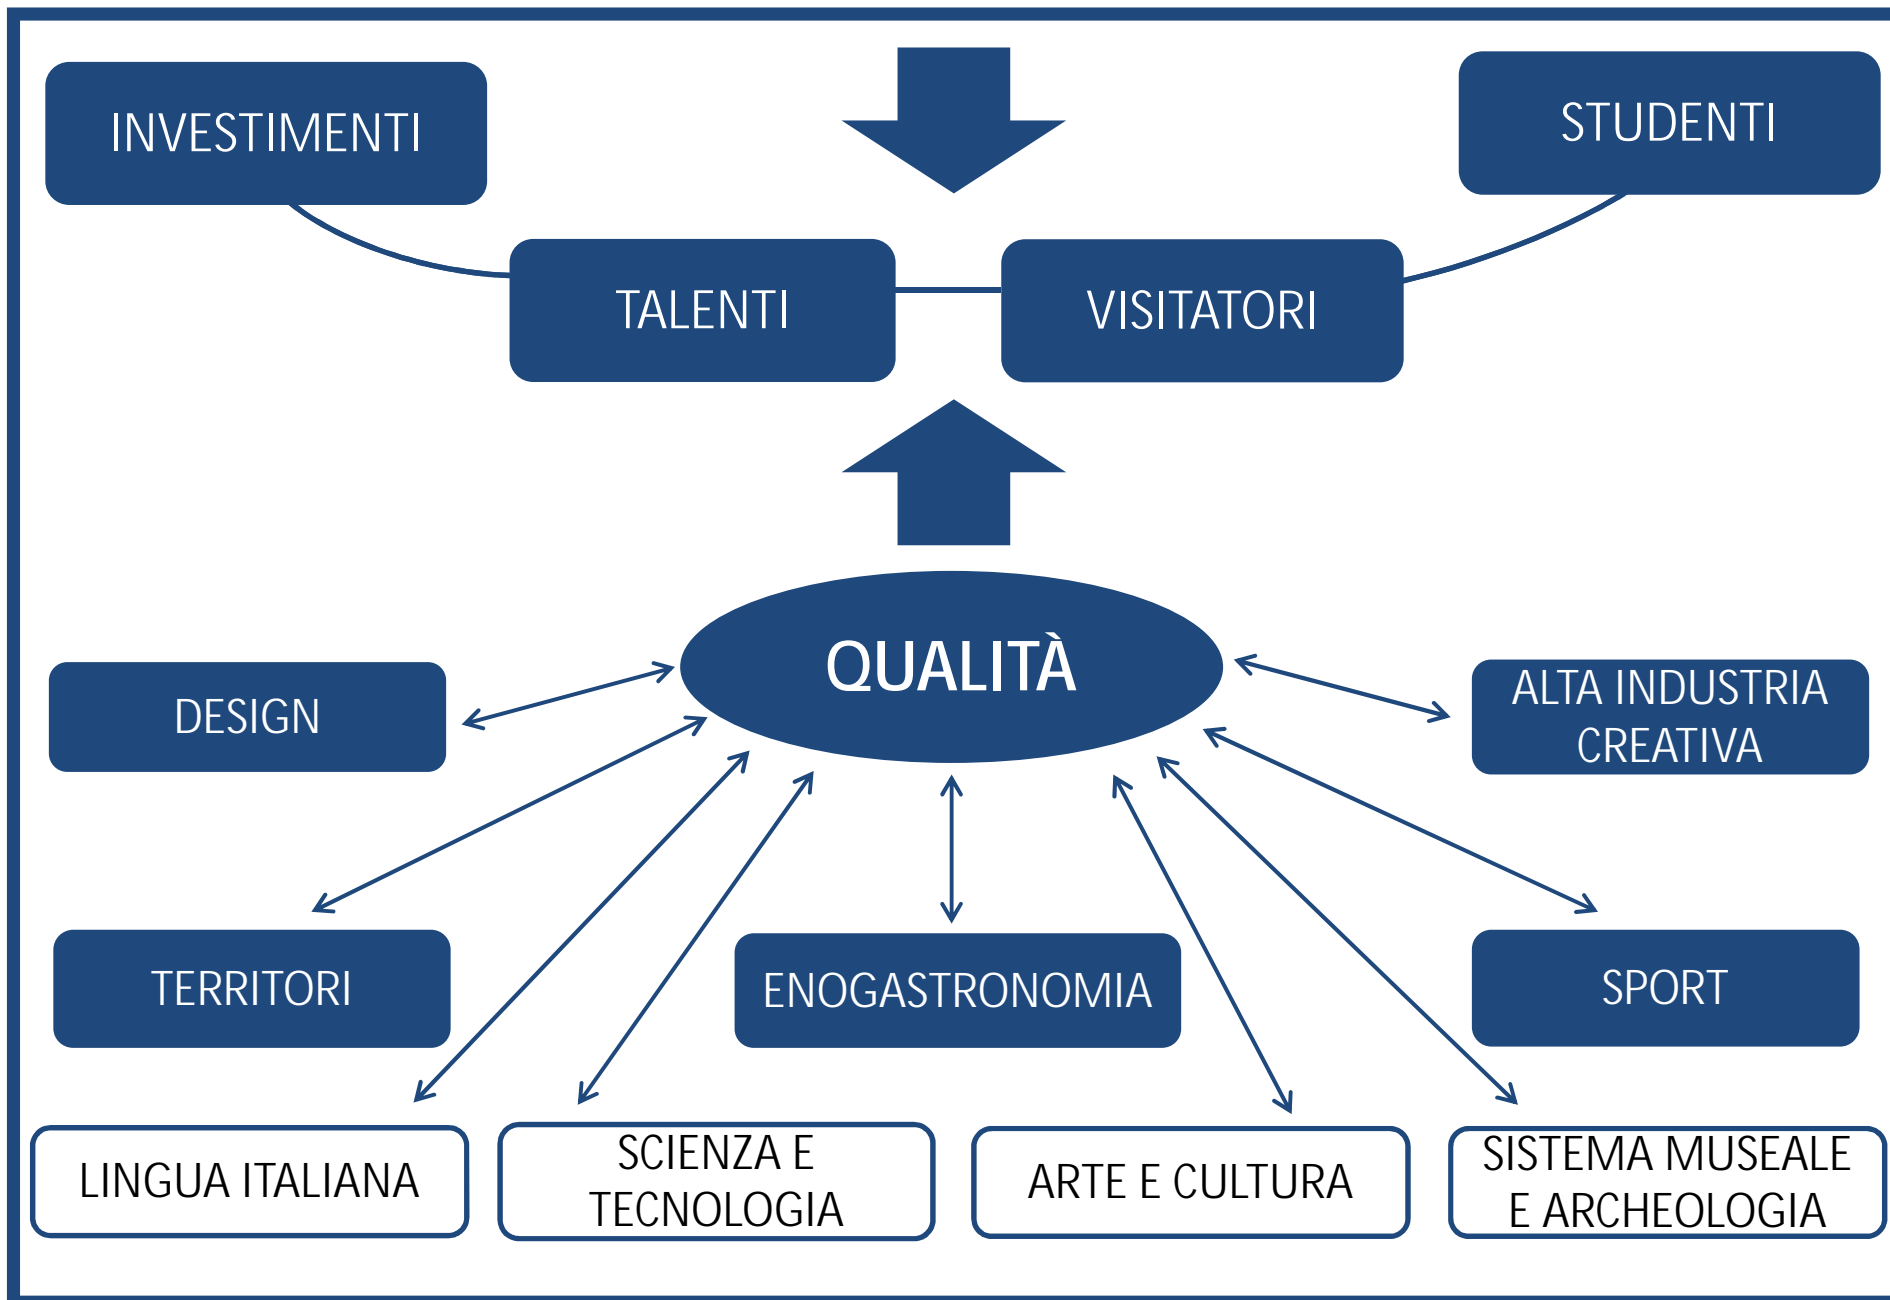 INVESTIMENTI
STUDENTI
TALENTI
VISITATORI
QUALITÀ
DESIGN
ALTA INDUSTRIA
CREATIVA
TERRITORI
ENOGASTRONOMIA
SPORT
LINGUA ITALIANA
SCIENZA E
TECNOLOGIA
ARTE E CULTURA
SISTEMA MUSEALE
E ARCHEOLOGIA